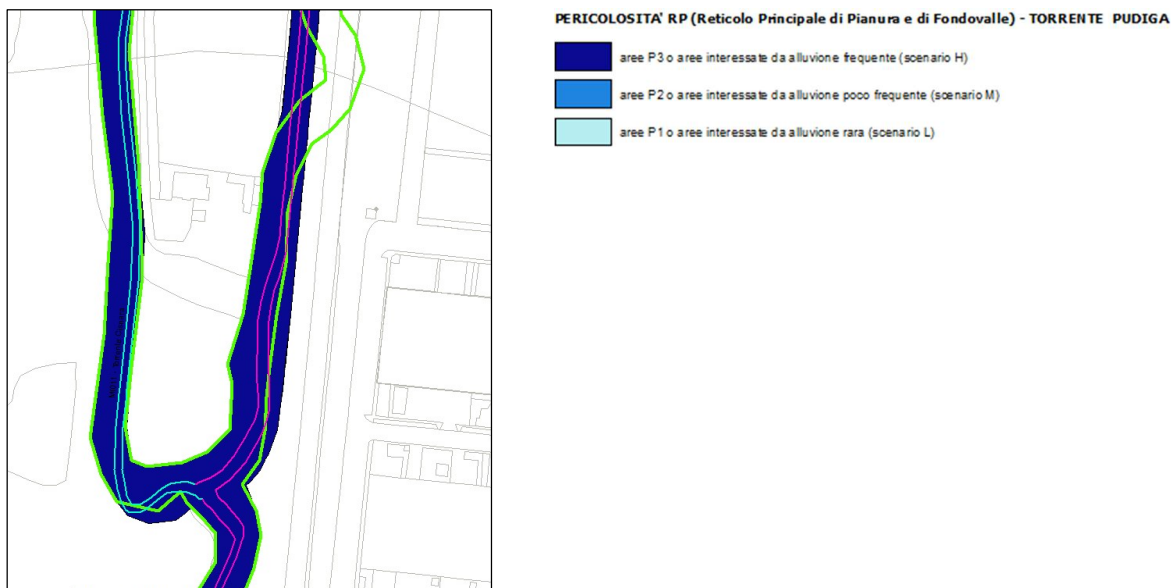 PERICOLOSITA' RP (Reticolo Principale di Pianura e di Fondovalle) - TORRENTE PUDIGA
aree P3 o aree interessate da alluvione frequente (scenario H)
aree P2 o aree interessate da alluvione poco frequente (scenario M)
aree P1 o aree interessate da alluvione rara (scenario L)